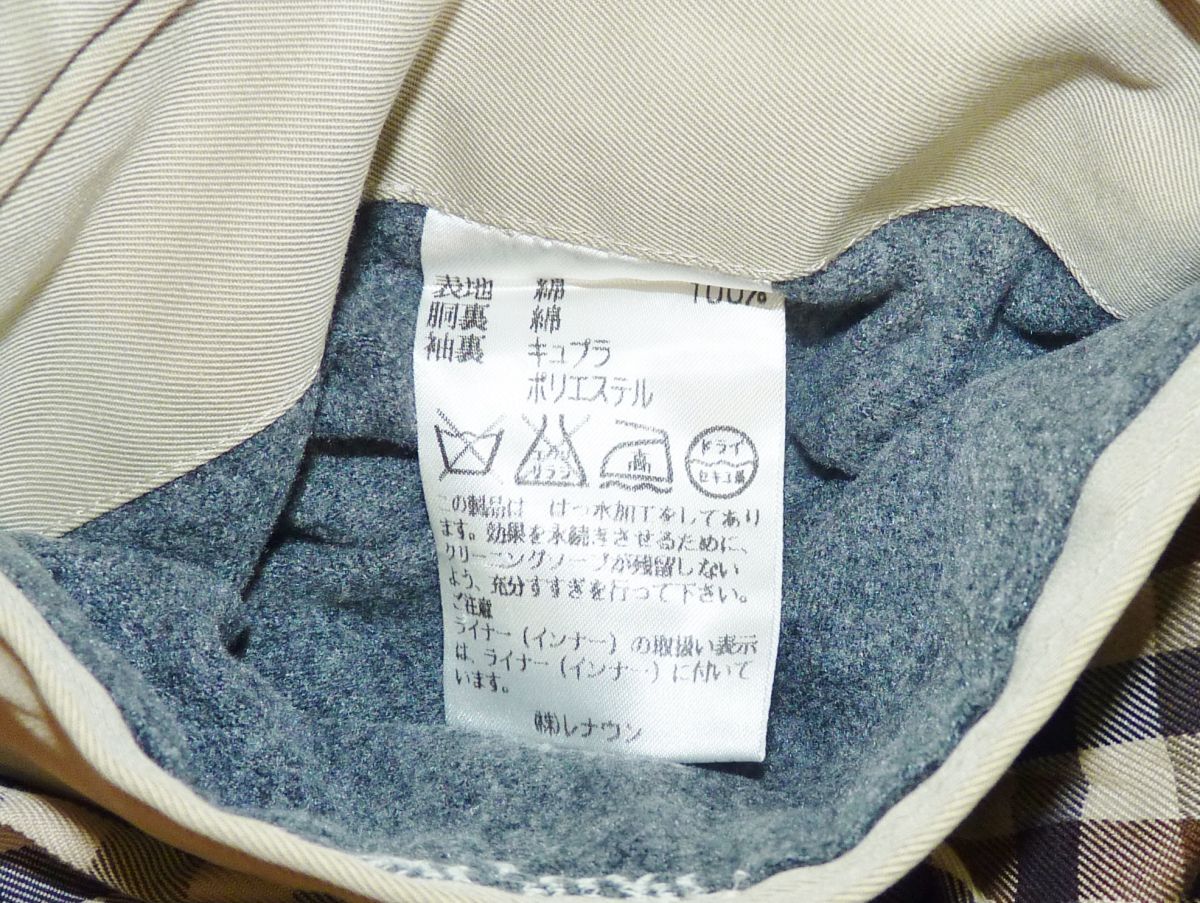 表地 綿 100%
胴裏 綿
袖裏 キュプラ
ポリエステル
エンソ
サラシ
ドライ
セキユ系
この製品は はっ水加工をしてあり
ます。効果を永続きさせるために、
クリーニングソープが残留しない
よう、充分すすぎを行って下さい。
ご注意
ライナー(インナー)の取扱い表示
は、ライナー(インナー)に付いて
います。
㈱レナウン